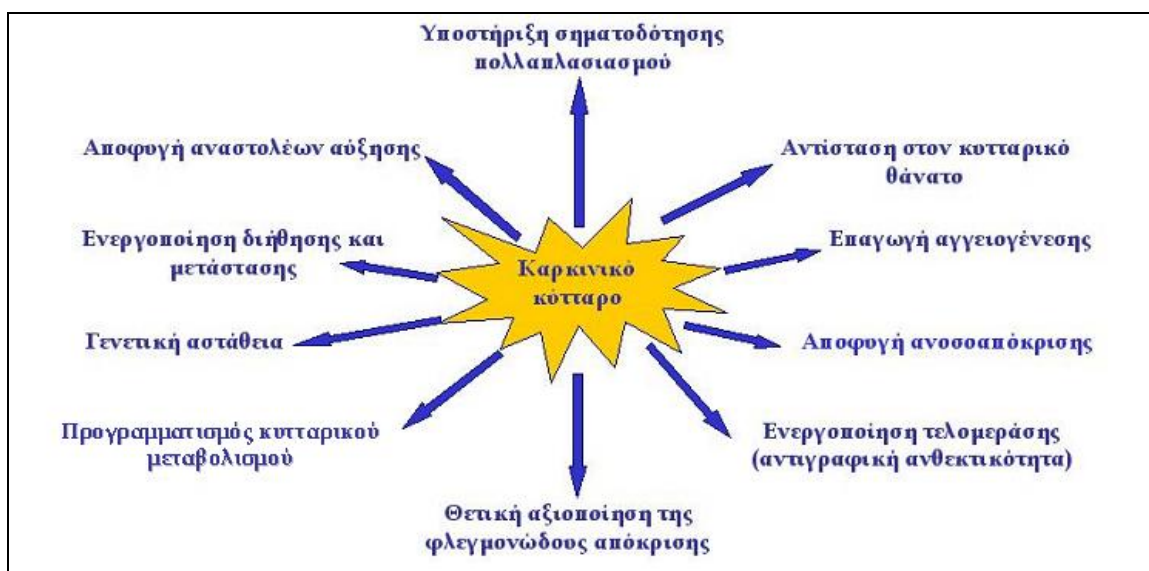 Υποστήριξη σηματοδότησης
πολλαπλασιασμού
Αποφυγή αναστολέων αύξησης
Αντίσταση στον κυτταρικό
θάνατο
Ενεργοποίηση διήθησης και
μετάστασης
Επαγωγή αγγειογένεσης
Καρκινικό
κύτταρο
Γενετική αστάθεια
Αποφυγή ανοσοαπόκρισης
Προγραμματισμός κυτταρικού
μεταβολισμού
Ενεργοποίηση τελομεράσης
(αντιγραφική ανθεκτικότητα)
Θετική αξιοποίηση της
φλεγμονώδους απόκρισης